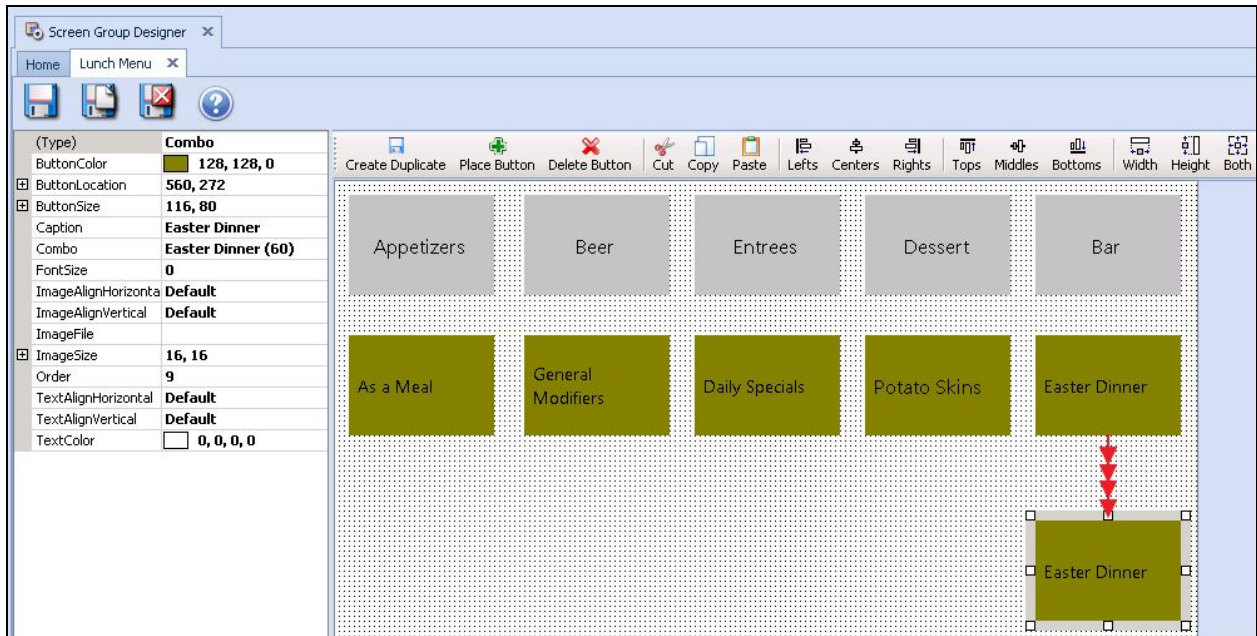 Screen Group Designer
Home Lunch Menu
(Type) Combo
ButtonColor 128, 128, 0
ButtonLocation 560, 272
ButtonSize 116, 80
Caption Easter Dinner
Combo Easter Dinner (60)
FontSize 0
ImageAlignHorizonta Default
ImageAlignVertical Default
ImageFile
ImageSize 16, 16
Order 9
TextAlignHorizontal Default
TextAlignVertical Default
TextColor 0, 0, 0, 0
Create Duplicate Place Button Delete Button Cut Copy Paste Lefts Centers Rights Tops Middles Bottoms Width Height Both
Appetizers Beer Entrees Dessert Bar
As a Meal
General
Modifiers
Daily Specials
Potato Skins
Easter Dinner
Easter Dinner